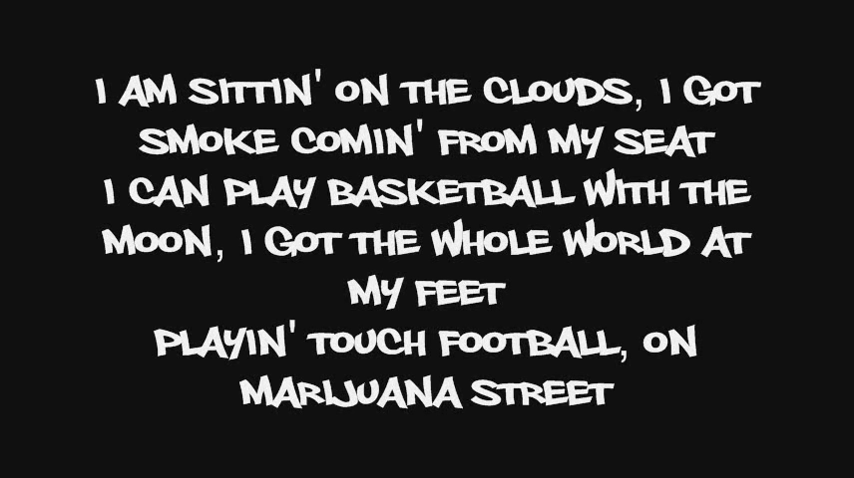 I AM SITTIN' ON THE CLOUDS, I GOT
SMOKE COMIN' FROM MY SEAT
I CAN PLAY BASKETBALL WITH THE
MOON, I GOT THE WHOLE WORLD AT
MY FEET
PLAYIN' TOUCH FOOTBALL, ON
MARIJUANA STREET